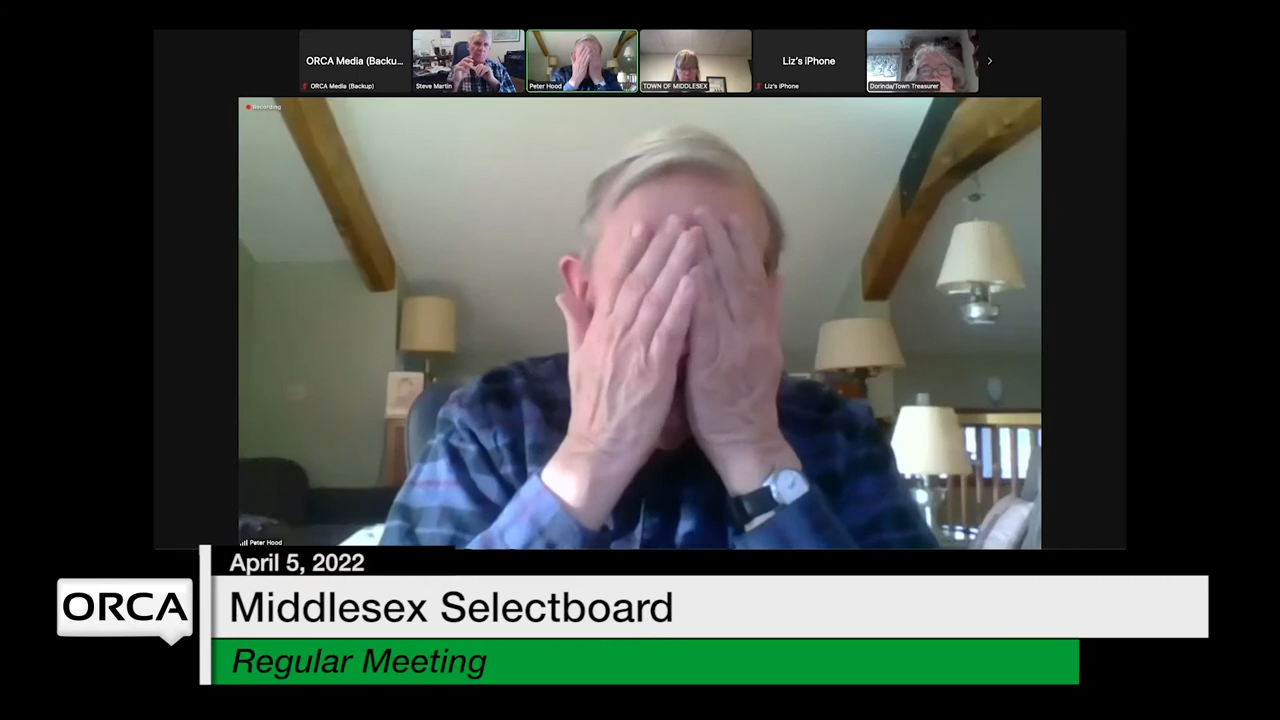 ORCA Media (Backu...
Liz's iPhone
ORCA Media (Backup)
Steve Martin
Peter Hood
TOWN OF MIDDLESEX
Liz's iPhone
Dorinda/Town Treasurer
Recording
Peter Hood
April 5, 2022
ORCA
Middlesex Selectboard
Regular Meeting